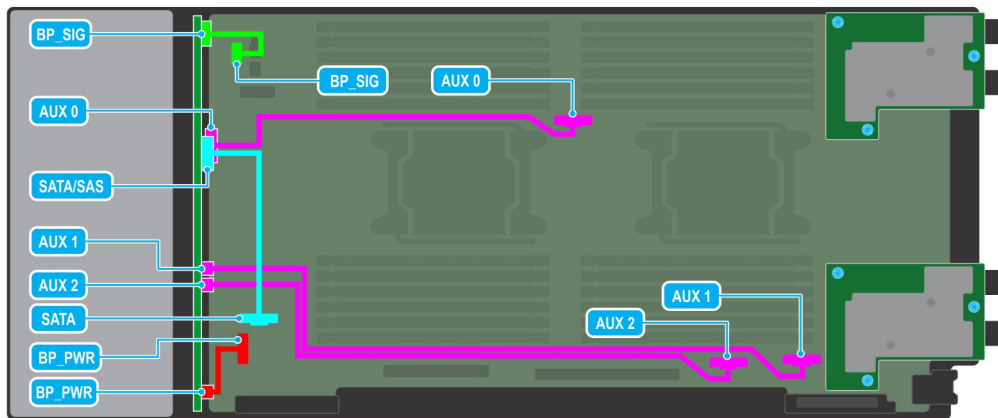 BP_SIG
BP_SIG
AUX 0
AUX 0
SATA/SAS
AUX 1
AUX 2
SATA
AUX 1
AUX 2
BP_PWR
BP_PWR